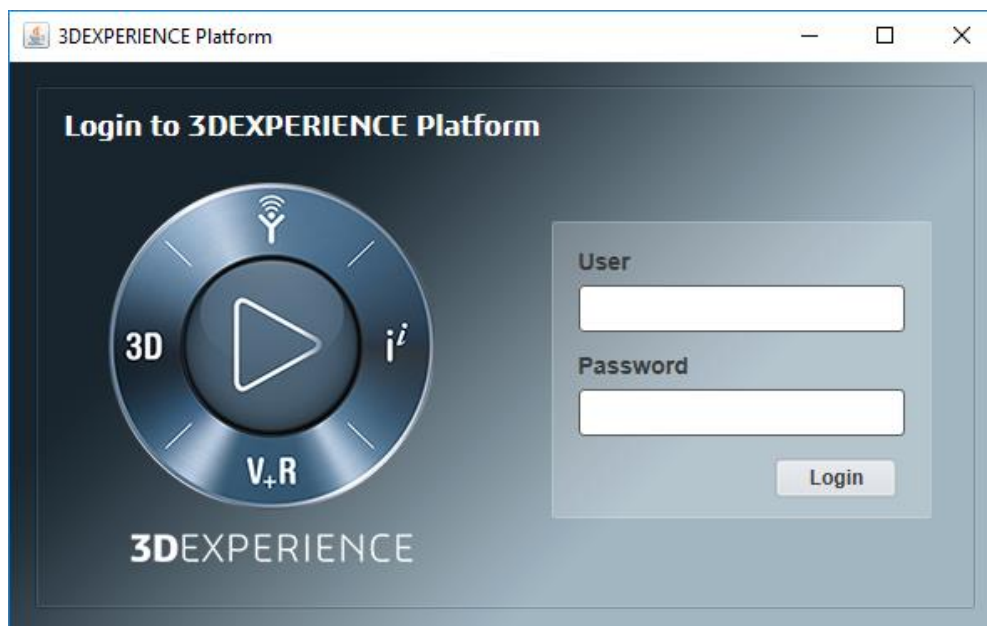 3DEXPERIENCE Platform
Login to 3DEXPERIENCE Platform
3D
i i
V+R
3DEXPERIENCE
User
Password
Login